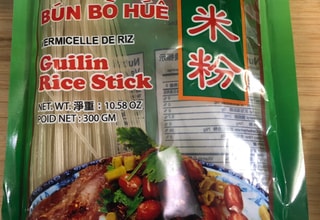 BÚN BÒ HUẾ
ERMICELLE DE RIZ
Guilin
Rice Stick
NET. WT. 淨重：10.58 OZ
POID NET : 300 GM
米粉